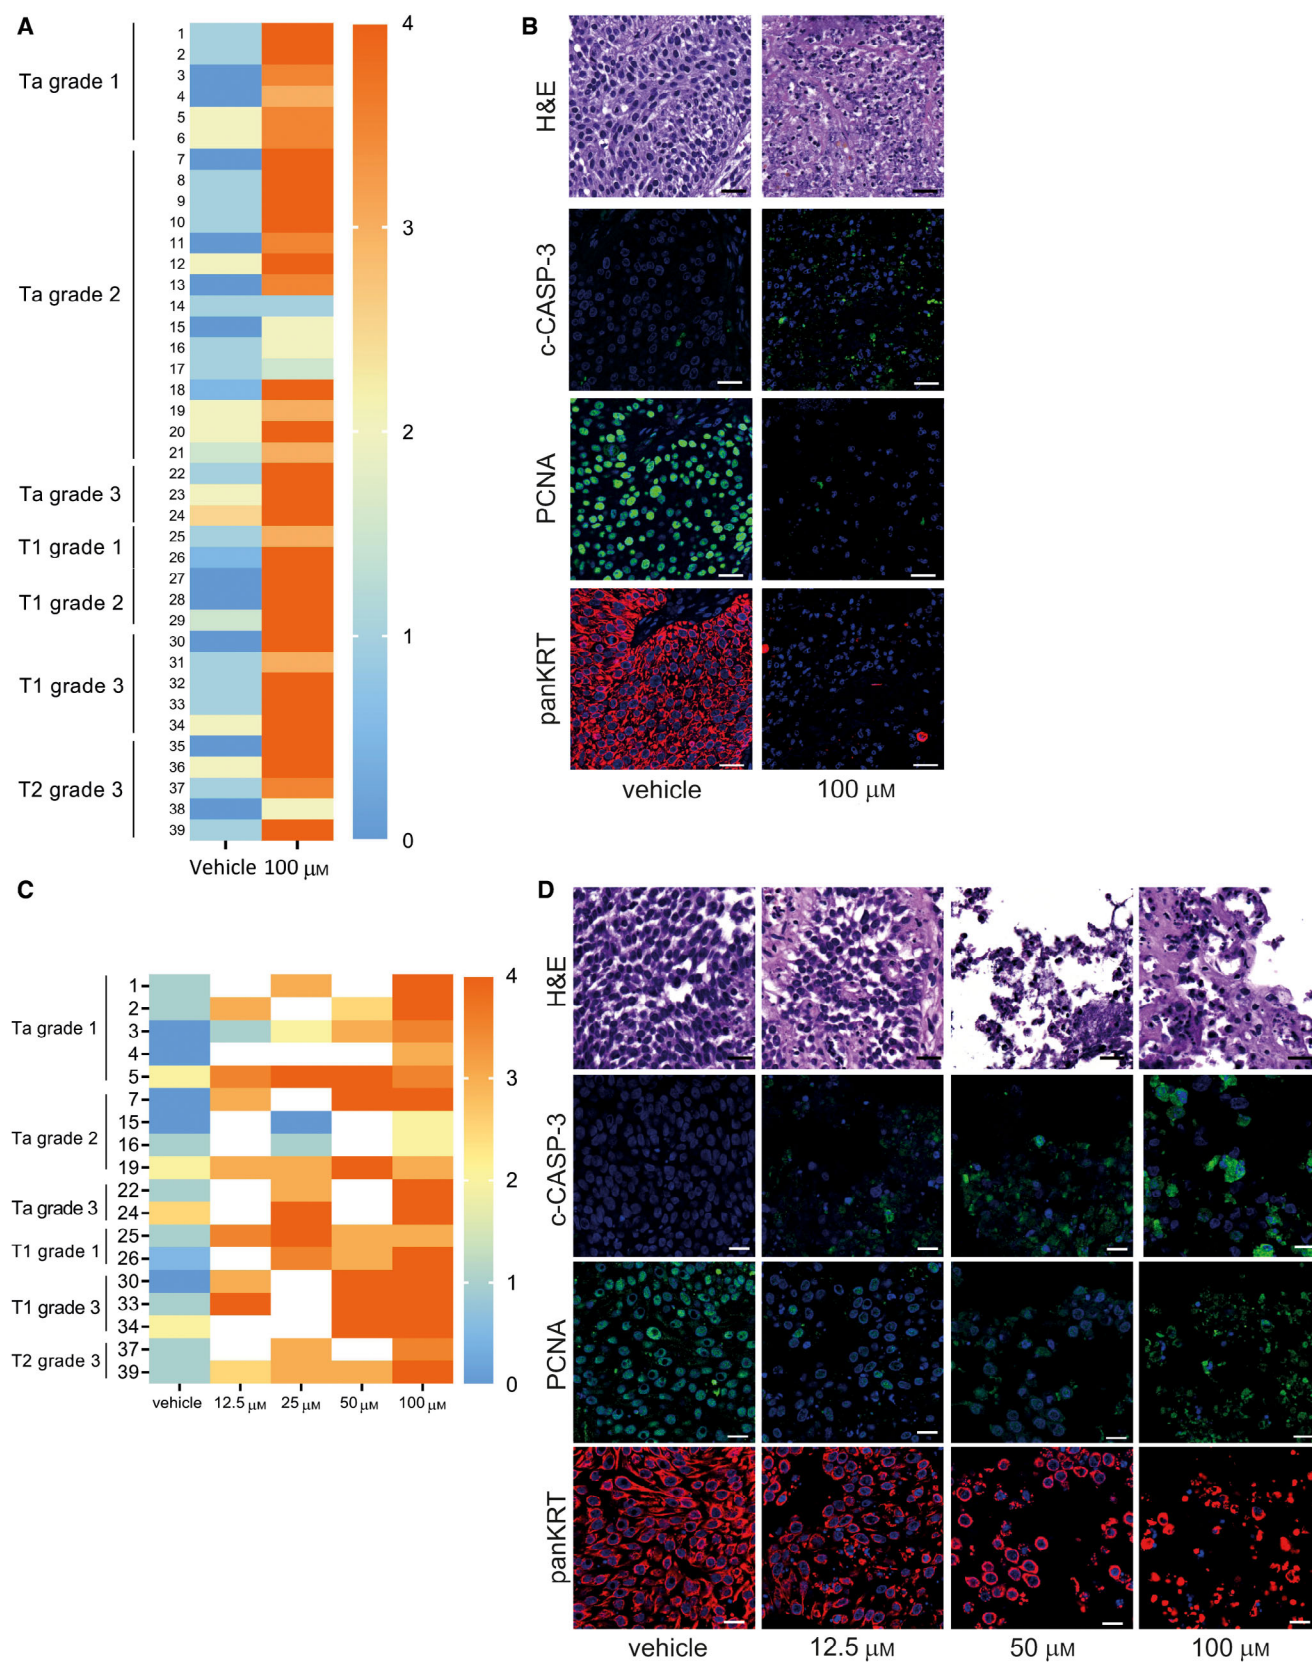 A
Ta grade 1
Ta grade 2
Ta grade 3
T1 grade 1
T1 grade 2
T1 grade 3
T2 grade 3
1
2
3
4
5
6
7
8
9
10
11
12
13
14
15
16
17
18
19
20
21
22
23
24
25
26
27
28
29
30
31
32
33
34
35
36
37
38
39
4
3
2
1
0
Vehicle 100 μM
B
H&E
c-CASP-3
PCNA
panKRT
vehicle 100 μM
C
Ta grade 1
Ta grade 2
Ta grade 3
T1 grade 1
T1 grade 3
T2 grade 3
1
2
3
4
5
7
15
16
19
22
24
25
26
30
33
34
37
39
4
3
2
1
0
vehicle 12.5 μM 25 μM 50 μM 100 μM
D
H&E
c-CASP-3
PCNA
panKRT
vehicle 12.5 μM 50 μM 100 μM